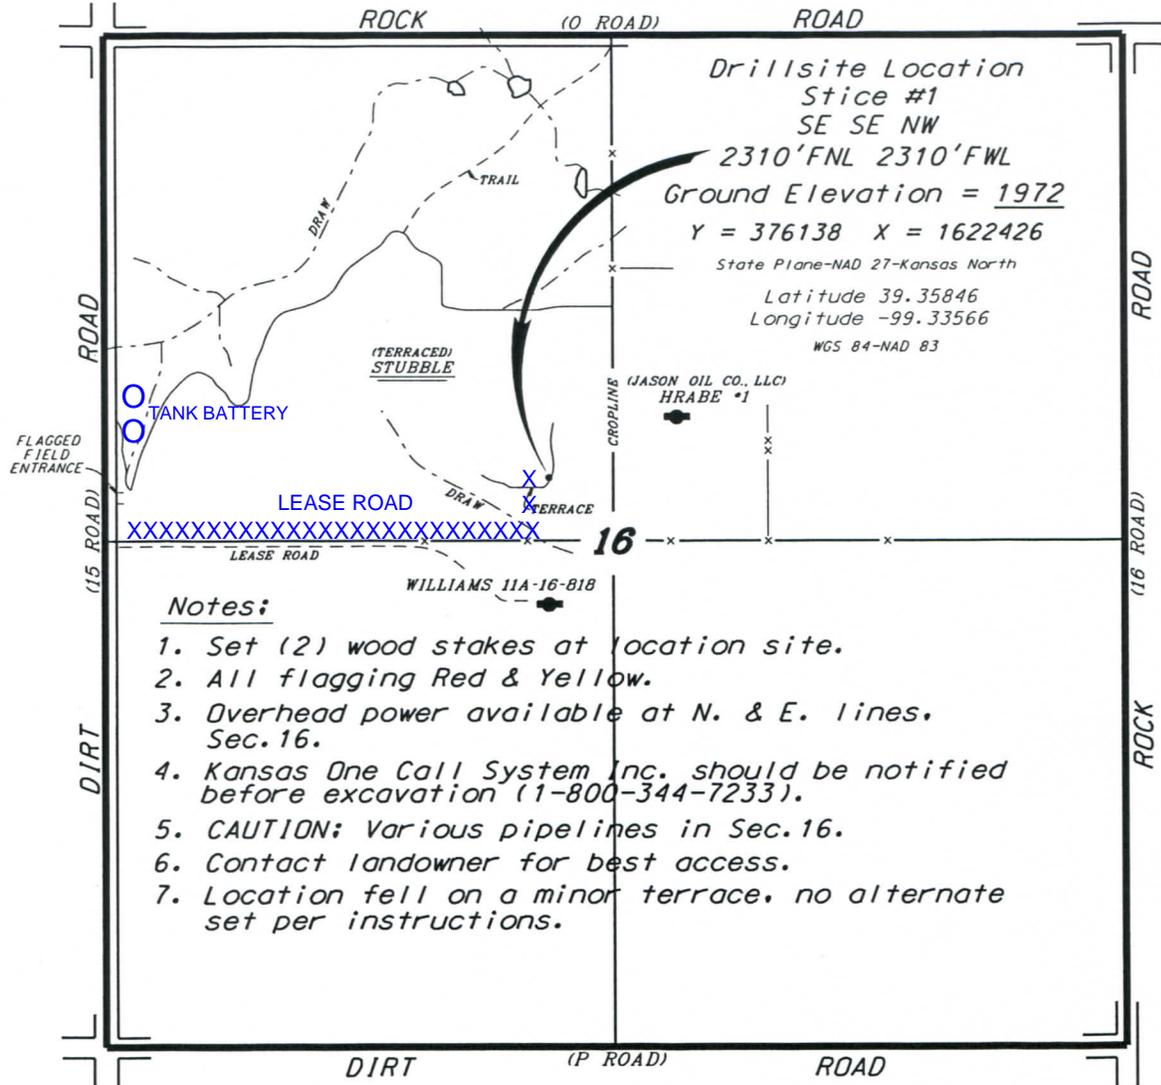 ROCK (O ROAD) ROAD
Drillsite Location
Stice #1
SE SE NW
2310'FNL 2310'FWL
Ground Elevation = 1972
Y = 376138 X = 1622426
State Plane-NAD 27-Kansas North
Latitude 39.35846
Longitude -99.33566
WGS 84-NAD 83
TRAIL
DRAW
ROAD
ROAD
(TERRACED)
STUBBLE
(JASON OIL CO., LLC)
HRABE #1
CROPLINE
O
O
TANK BATTERY
FLAGGED
FIELD
ENTRANCE
LEASE ROAD
DRAW
X
X
TERRACE
XXXXXXXXXXXXXXXXXXXXXXXXXX
16
(15 ROAD)
(16 ROAD)
LEASE ROAD
WILLIAMS 11A-16-818
Notes:
1. Set (2) wood stakes at location site.
2. All flagging Red & Yellow.
3. Overhead power available at N. & E. lines,
Sec.16.
4. Kansas One Call System Inc. should be notified
before excavation (1-800-344-7233).
5. CAUTION: Various pipelines in Sec.16.
6. Contact landowner for best access.
7. Location fell on a minor terrace, no alternate
set per instructions.
DIRT
ROCK
DIRT (P ROAD) ROAD